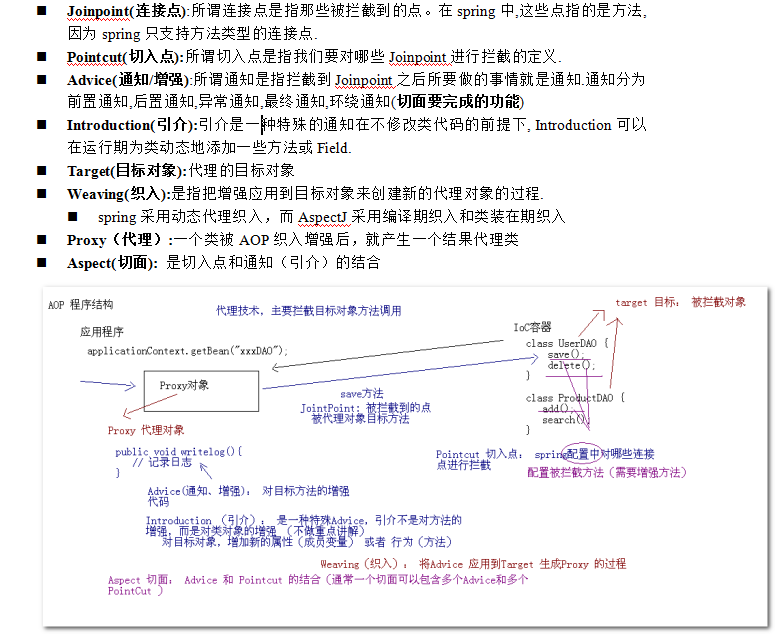 ■ Joinpoint(连接点):所谓连接点是指那些被拦截到的点。在 spring 中,这些点指的是方法,
因为 spring 只支持方法类型的连接点.
■ Pointcut(切入点):所谓切入点是指我们要对哪些 Joinpoint 进行拦截的定义.
■ Advice(通知/增强):所谓通知是指拦截到 Joinpoint 之后所要做的事情就是通知.通知分为
前置通知,后置通知,异常通知,最终通知,环绕通知(切面要完成的功能)
■ Introduction(引介):引介是一种特殊的通知在不修改类代码的前提下, Introduction 可以
在运行期为类动态地添加一些方法或 Field.
■ Target(目标对象):代理的目标对象
■ Weaving(织入):是指把增强应用到目标对象来创建新的代理对象的过程.
■ spring 采用动态代理织入，而 AspectJ 采用编译期织入和类装在期织入
■ Proxy（代理）:一个类被 AOP 织入增强后，就产生一个结果代理类
■ Aspect(切面): 是切入点和通知（引介）的结合
AOP 程序结构
代理技术，主要拦截目标对象方法调用
target 目标： 被拦截对象
应用程序
IoC容器
applicationContext.getBean("xxxDAO");
class UserDAO {
save();
delete();
}
Proxy对象
save方法
JointPoint: 被拦截到的点
被代理对象目标方法
class ProductDAO {
add();
search();
}
Proxy 代理对象
public void writelog(){
// 记录日志
}
Pointcut 切入点： spring配置中对哪些连接
点进行拦截
配置被拦截方法（需要增强方法）
Advice(通知、增强)： 对目标方法的增强
代码
Introduction （引介）： 是一种特殊Advice，引介不是对方法的
增强，而是对类对象的增强 （不做重点讲解）
对目标对象，增加新的属性（成员变量） 或者 行为（方法）
Weaving（织入）： 将Advice 应用到Target 生成Proxy 的过程
Aspect 切面： Advice 和 Pointcut 的结合（通常一个切面可以包含多个Advice和多个
PointCut ）